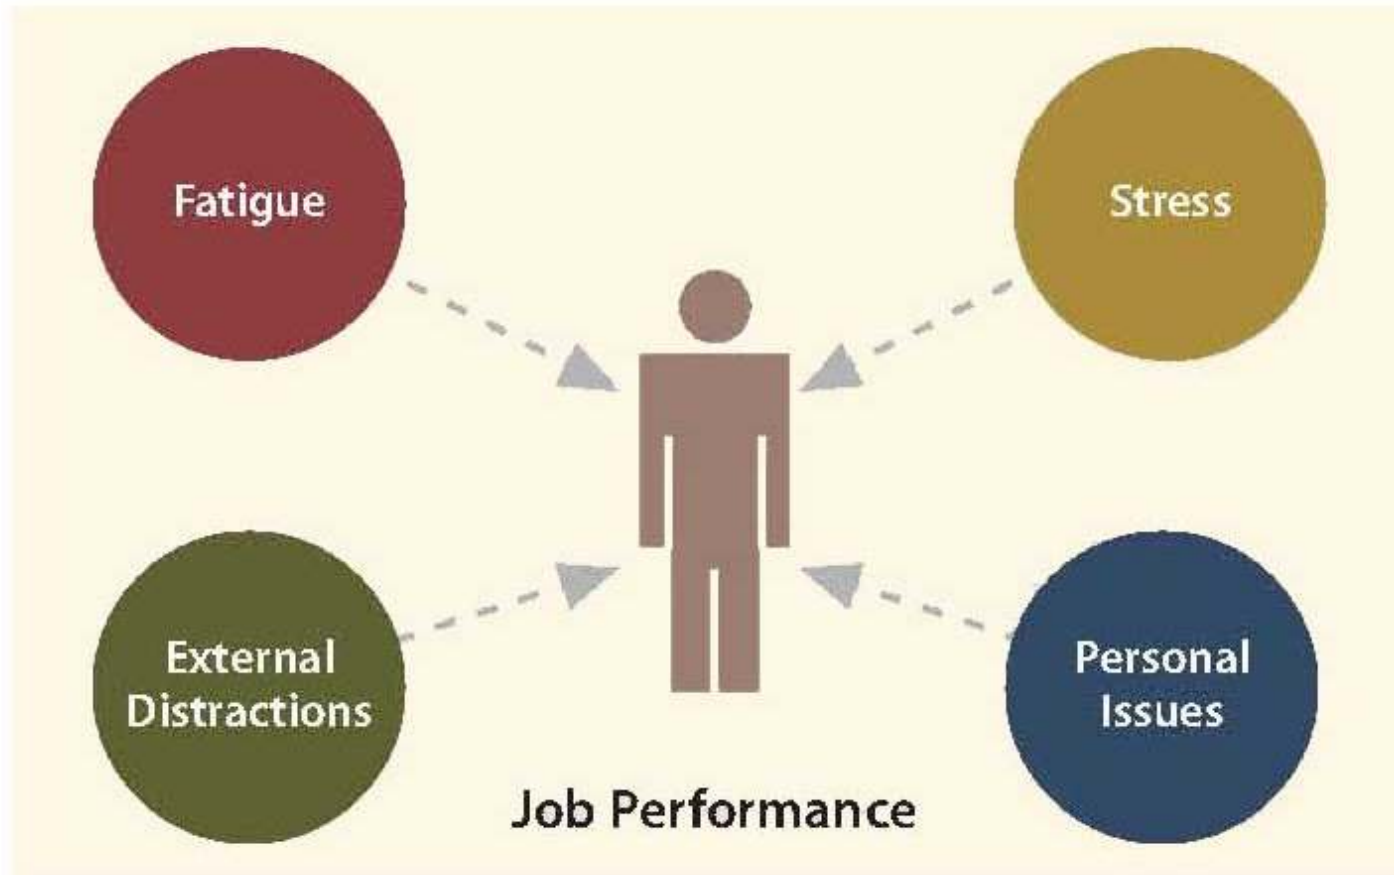 Fatigue
Stress
External
Distractions
Personal
Issues
Job Performance